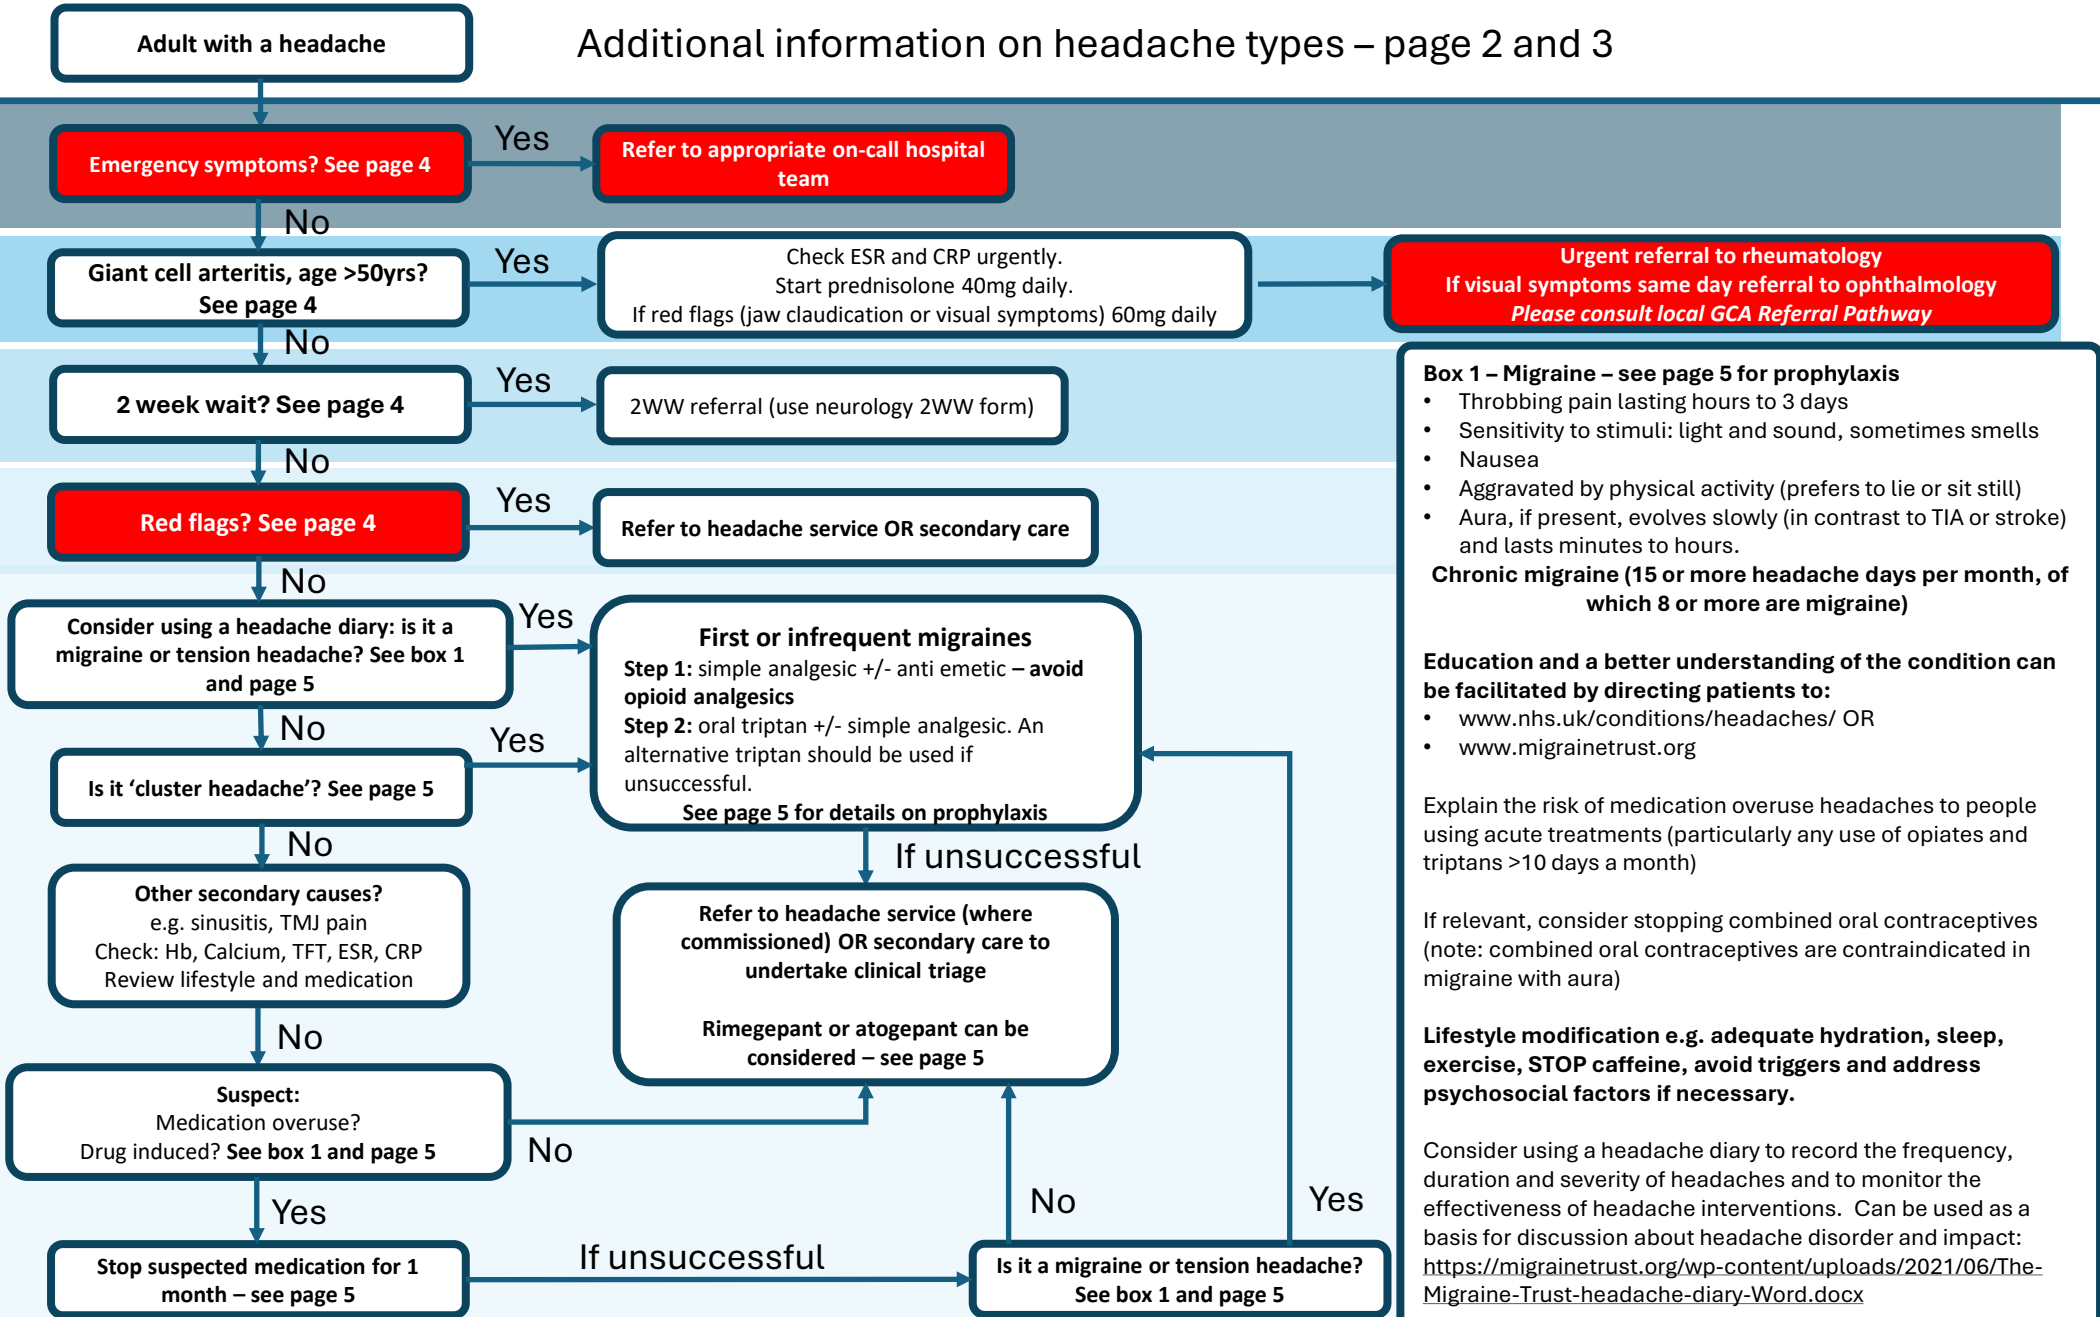 Adult with a headache
Additional information on headache types – page 2 and 3
Emergency symptoms? See page 4
Yes
Refer to appropriate on-call hospital
team
No
Giant cell arteritis, age >50yrs?
See page 4
Yes
Check ESR and CRP urgently.
Start prednisolone 40mg daily.
If red flags (jaw claudication or visual symptoms) 60mg daily
Urgent referral to rheumatology
If visual symptoms same day referral to ophthalmology
Please consult local GCA Referral Pathway
No
2 week wait? See page 4
Yes
2WW referral (use neurology 2WW form)
No
Red flags? See page 4
Yes
Refer to headache service OR secondary care
No
Consider using a headache diary: is it a
migraine or tension headache? See box 1
and page 5
Yes
First or infrequent migraines
Step 1: simple analgesic +/- anti emetic – avoid
opioid analgesics
Step 2: oral triptan +/- simple analgesic. An
alternative triptan should be used if
unsuccessful.
See page 5 for details on prophylaxis
No
Is it ‘cluster headache’? See page 5
Yes
If unsuccessful
No
Other secondary causes?
e.g. sinusitis, TMJ pain
Check: Hb, Calcium, TFT, ESR, CRP
Review lifestyle and medication
Refer to headache service (where
commissioned) OR secondary care to
undertake clinical triage
Rimegepant or atogepant can be
considered – see page 5
No
Suspect:
Medication overuse?
Drug induced? See box 1 and page 5
No
Yes
Stop suspected medication for 1
month – see page 5
If unsuccessful
Is it a migraine or tension headache?
See box 1 and page 5
No
Yes
Box 1 – Migraine – see page 5 for prophylaxis
• Throbbing pain lasting hours to 3 days
• Sensitivity to stimuli: light and sound, sometimes smells
• Nausea
• Aggravated by physical activity (prefers to lie or sit still)
• Aura, if present, evolves slowly (in contrast to TIA or stroke)
and lasts minutes to hours.
Chronic migraine (15 or more headache days per month, of
which 8 or more are migraine)
Education and a better understanding of the condition can
be facilitated by directing patients to:
• www.nhs.uk/conditions/headaches/ OR
• www.migrainetrust.org
Explain the risk of medication overuse headaches to people
using acute treatments (particularly any use of opiates and
triptans >10 days a month)
If relevant, consider stopping combined oral contraceptives
(note: combined oral contraceptives are contraindicated in
migraine with aura)
Lifestyle modification e.g. adequate hydration, sleep,
exercise, STOP caffeine, avoid triggers and address
psychosocial factors if necessary.
Consider using a headache diary to record the frequency,
duration and severity of headaches and to monitor the
effectiveness of headache interventions. Can be used as a
basis for discussion about headache disorder and impact:
https://migrainetrust.org/wp-content/uploads/2021/06/The-
Migraine-Trust-headache-diary-Word.docx